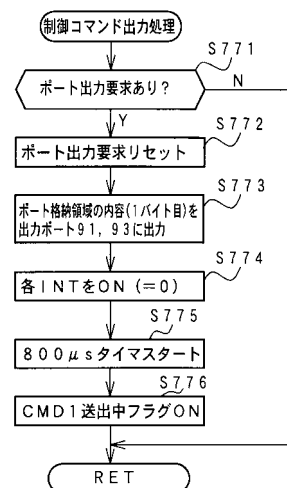 制御コマンド出力処理
S771
ポート出力要求あり？
N
Y
S772
ポート出力要求リセット
S773
ポート格納領域の内容(1バイト目)を
出力ポート91，93に出力
S774
各INTをON (=0)
S775
800μsタイマスタート
S776
CMD1送出中フラグON
RET